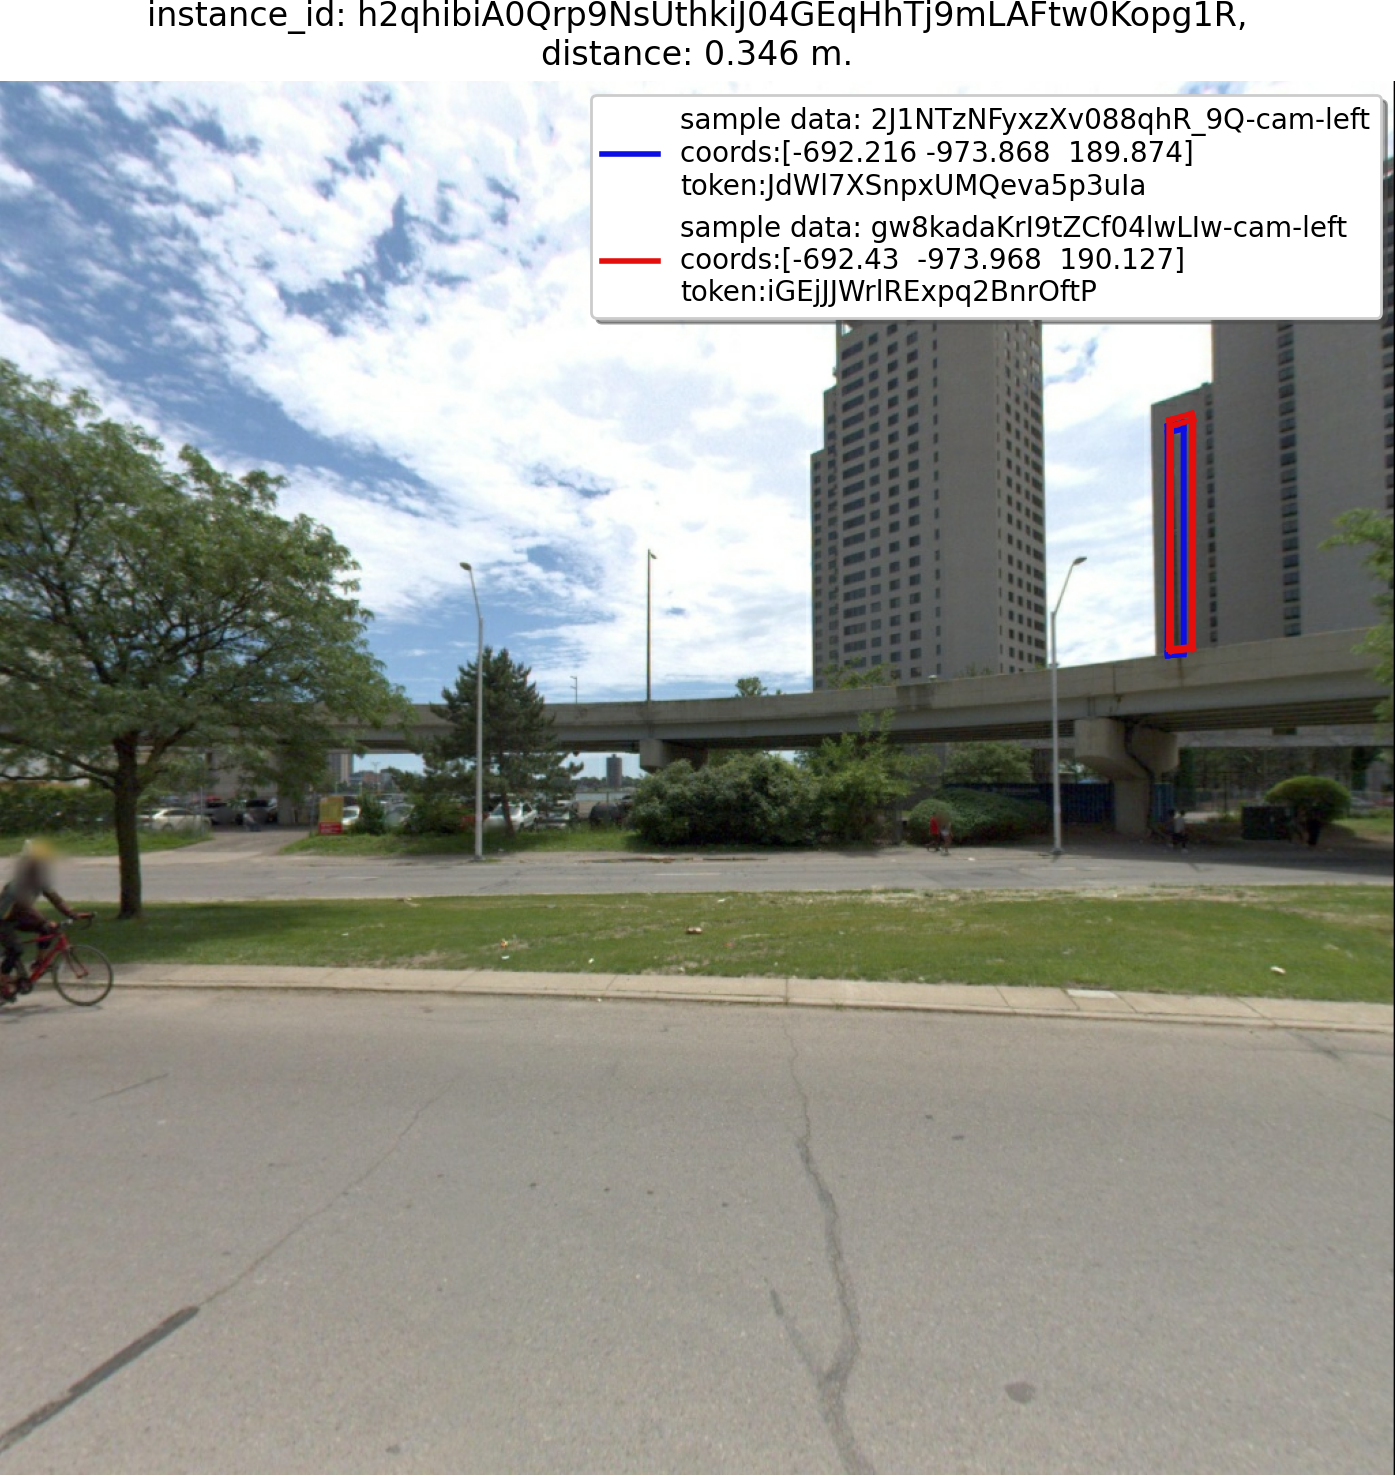 instance_id: h2qhibiA0Qrp9NsUthkiJ04GEqHhTj9mLAFtw0Kopg1R,
distance: 0.346 m.
sample data: 2J1NTzNFyxzXv088qhR_9Q-cam-left
coords:[-692.216 -973.868  189.874]
token:JdWl7XSnpxUMQeva5p3uIa
sample data: gw8kadaKrI9tZCf04lwLIw-cam-left
coords:[-692.43  -973.968  190.127]
token:iGEjJJWrlRExpq2BnrOftP